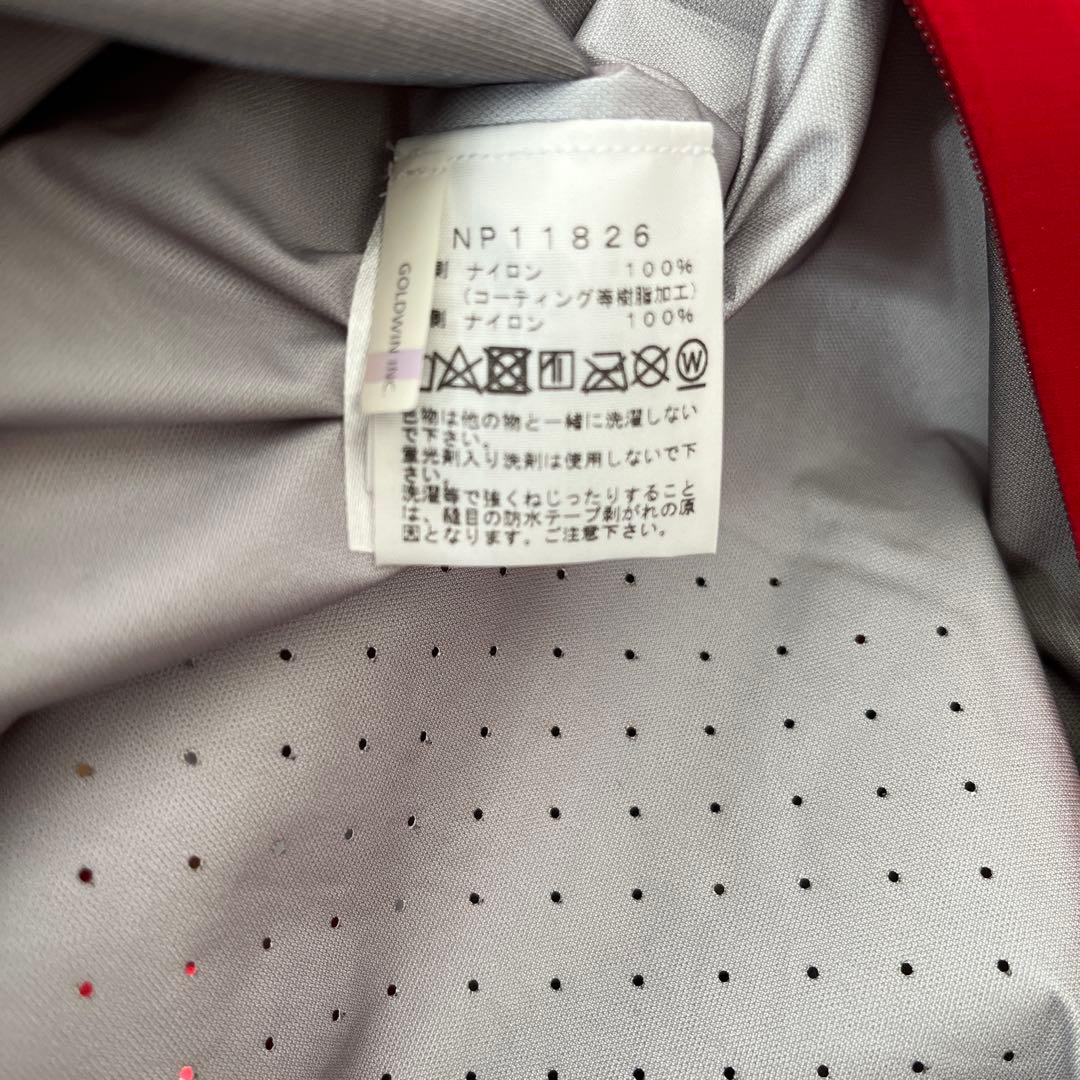 NP11826
側 ナイロン 100%
(コーティング等樹脂加工)
側 ナイロン 100%
W
GOLDWIN INC.
色物は他の物と一緒に洗濯しない
で下さい。
蛍光剤入り洗剤は使用しないで下
さい。
洗濯等で強くねじったりすること
は、縫目の防水テープ剥がれの原
因となります。ご注意下さい。